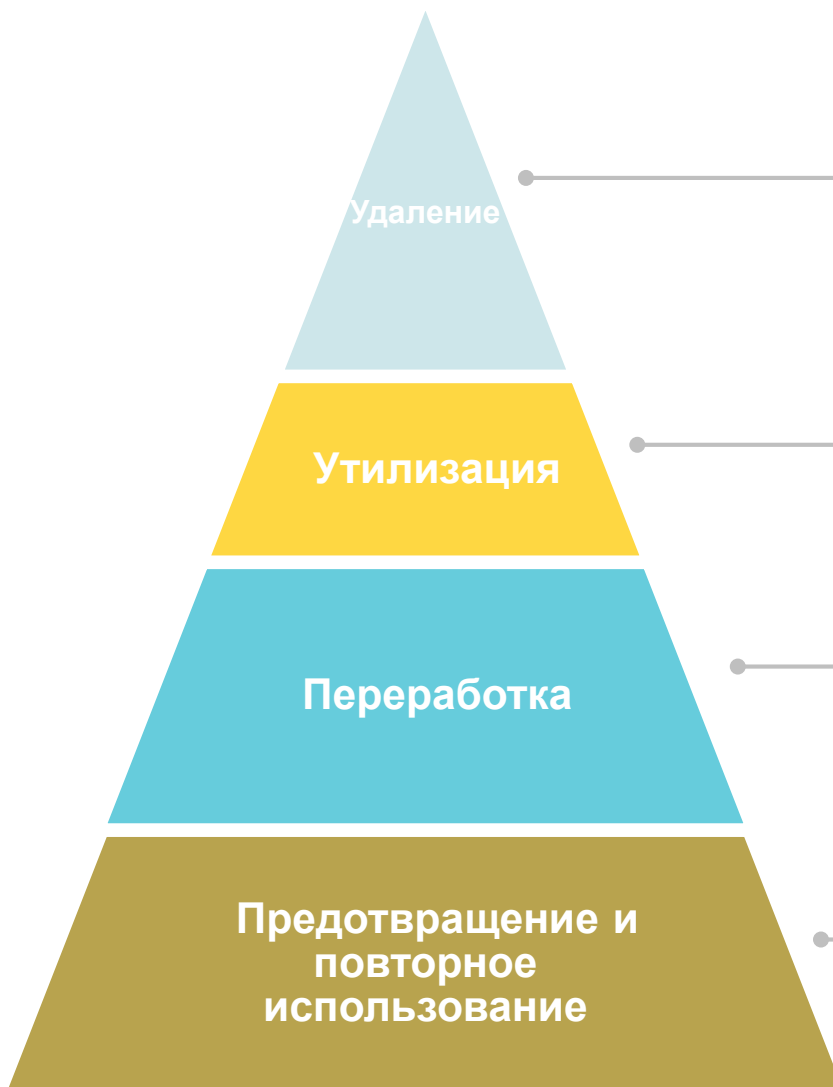 Удаление
Утилизация
Переработка
Предотвращение и
повторное
использование